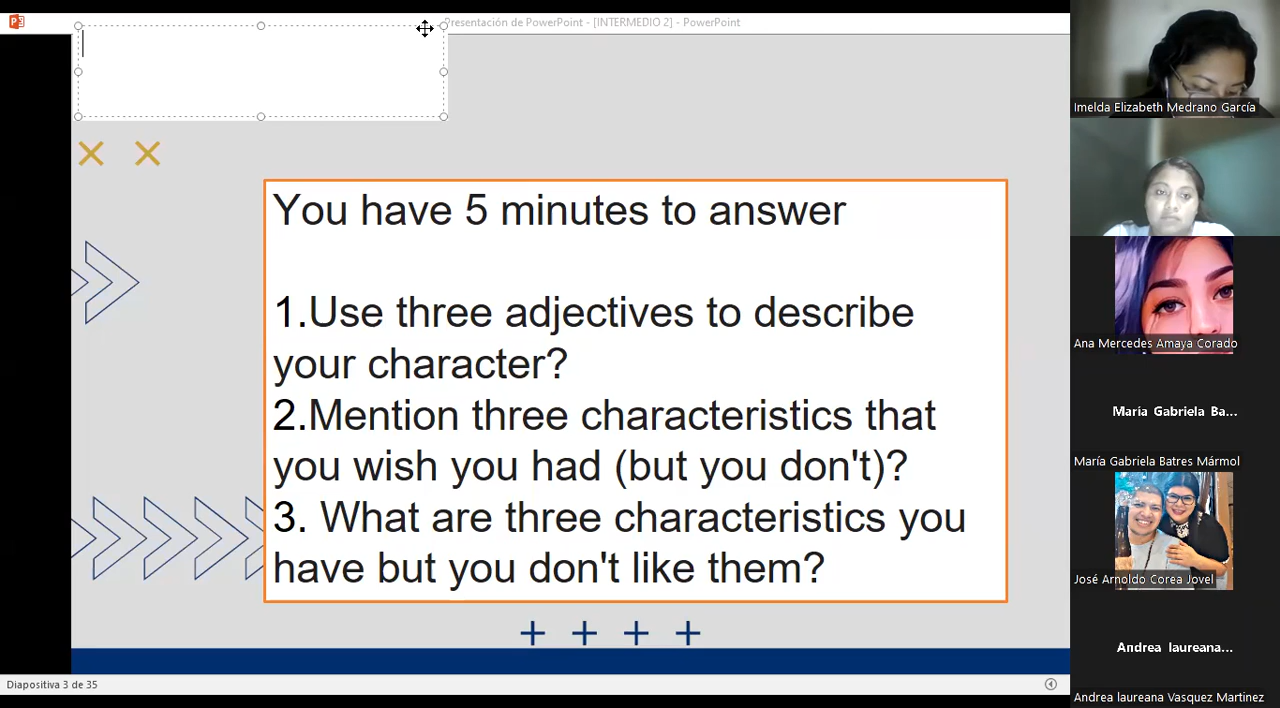 Presentación de PowerPoint - [INTERMEDIO 2] - PowerPoint
You have 5 minutes to answer
1.Use three adjectives to describe
your character?
2.Mention three characteristics that
you wish you had (but you don't)?
3. What are three characteristics you
have but you don't like them?
Diapositiva 3 de 35
Imelda Elizabeth Medrano García
Ana Mercedes Amaya Corado
María Gabriela Ba...
María Gabriela Batres Mármol
José Arnoldo Corea Jovel
Andrea laureana...
Andrea laureana Vasquez Martinez